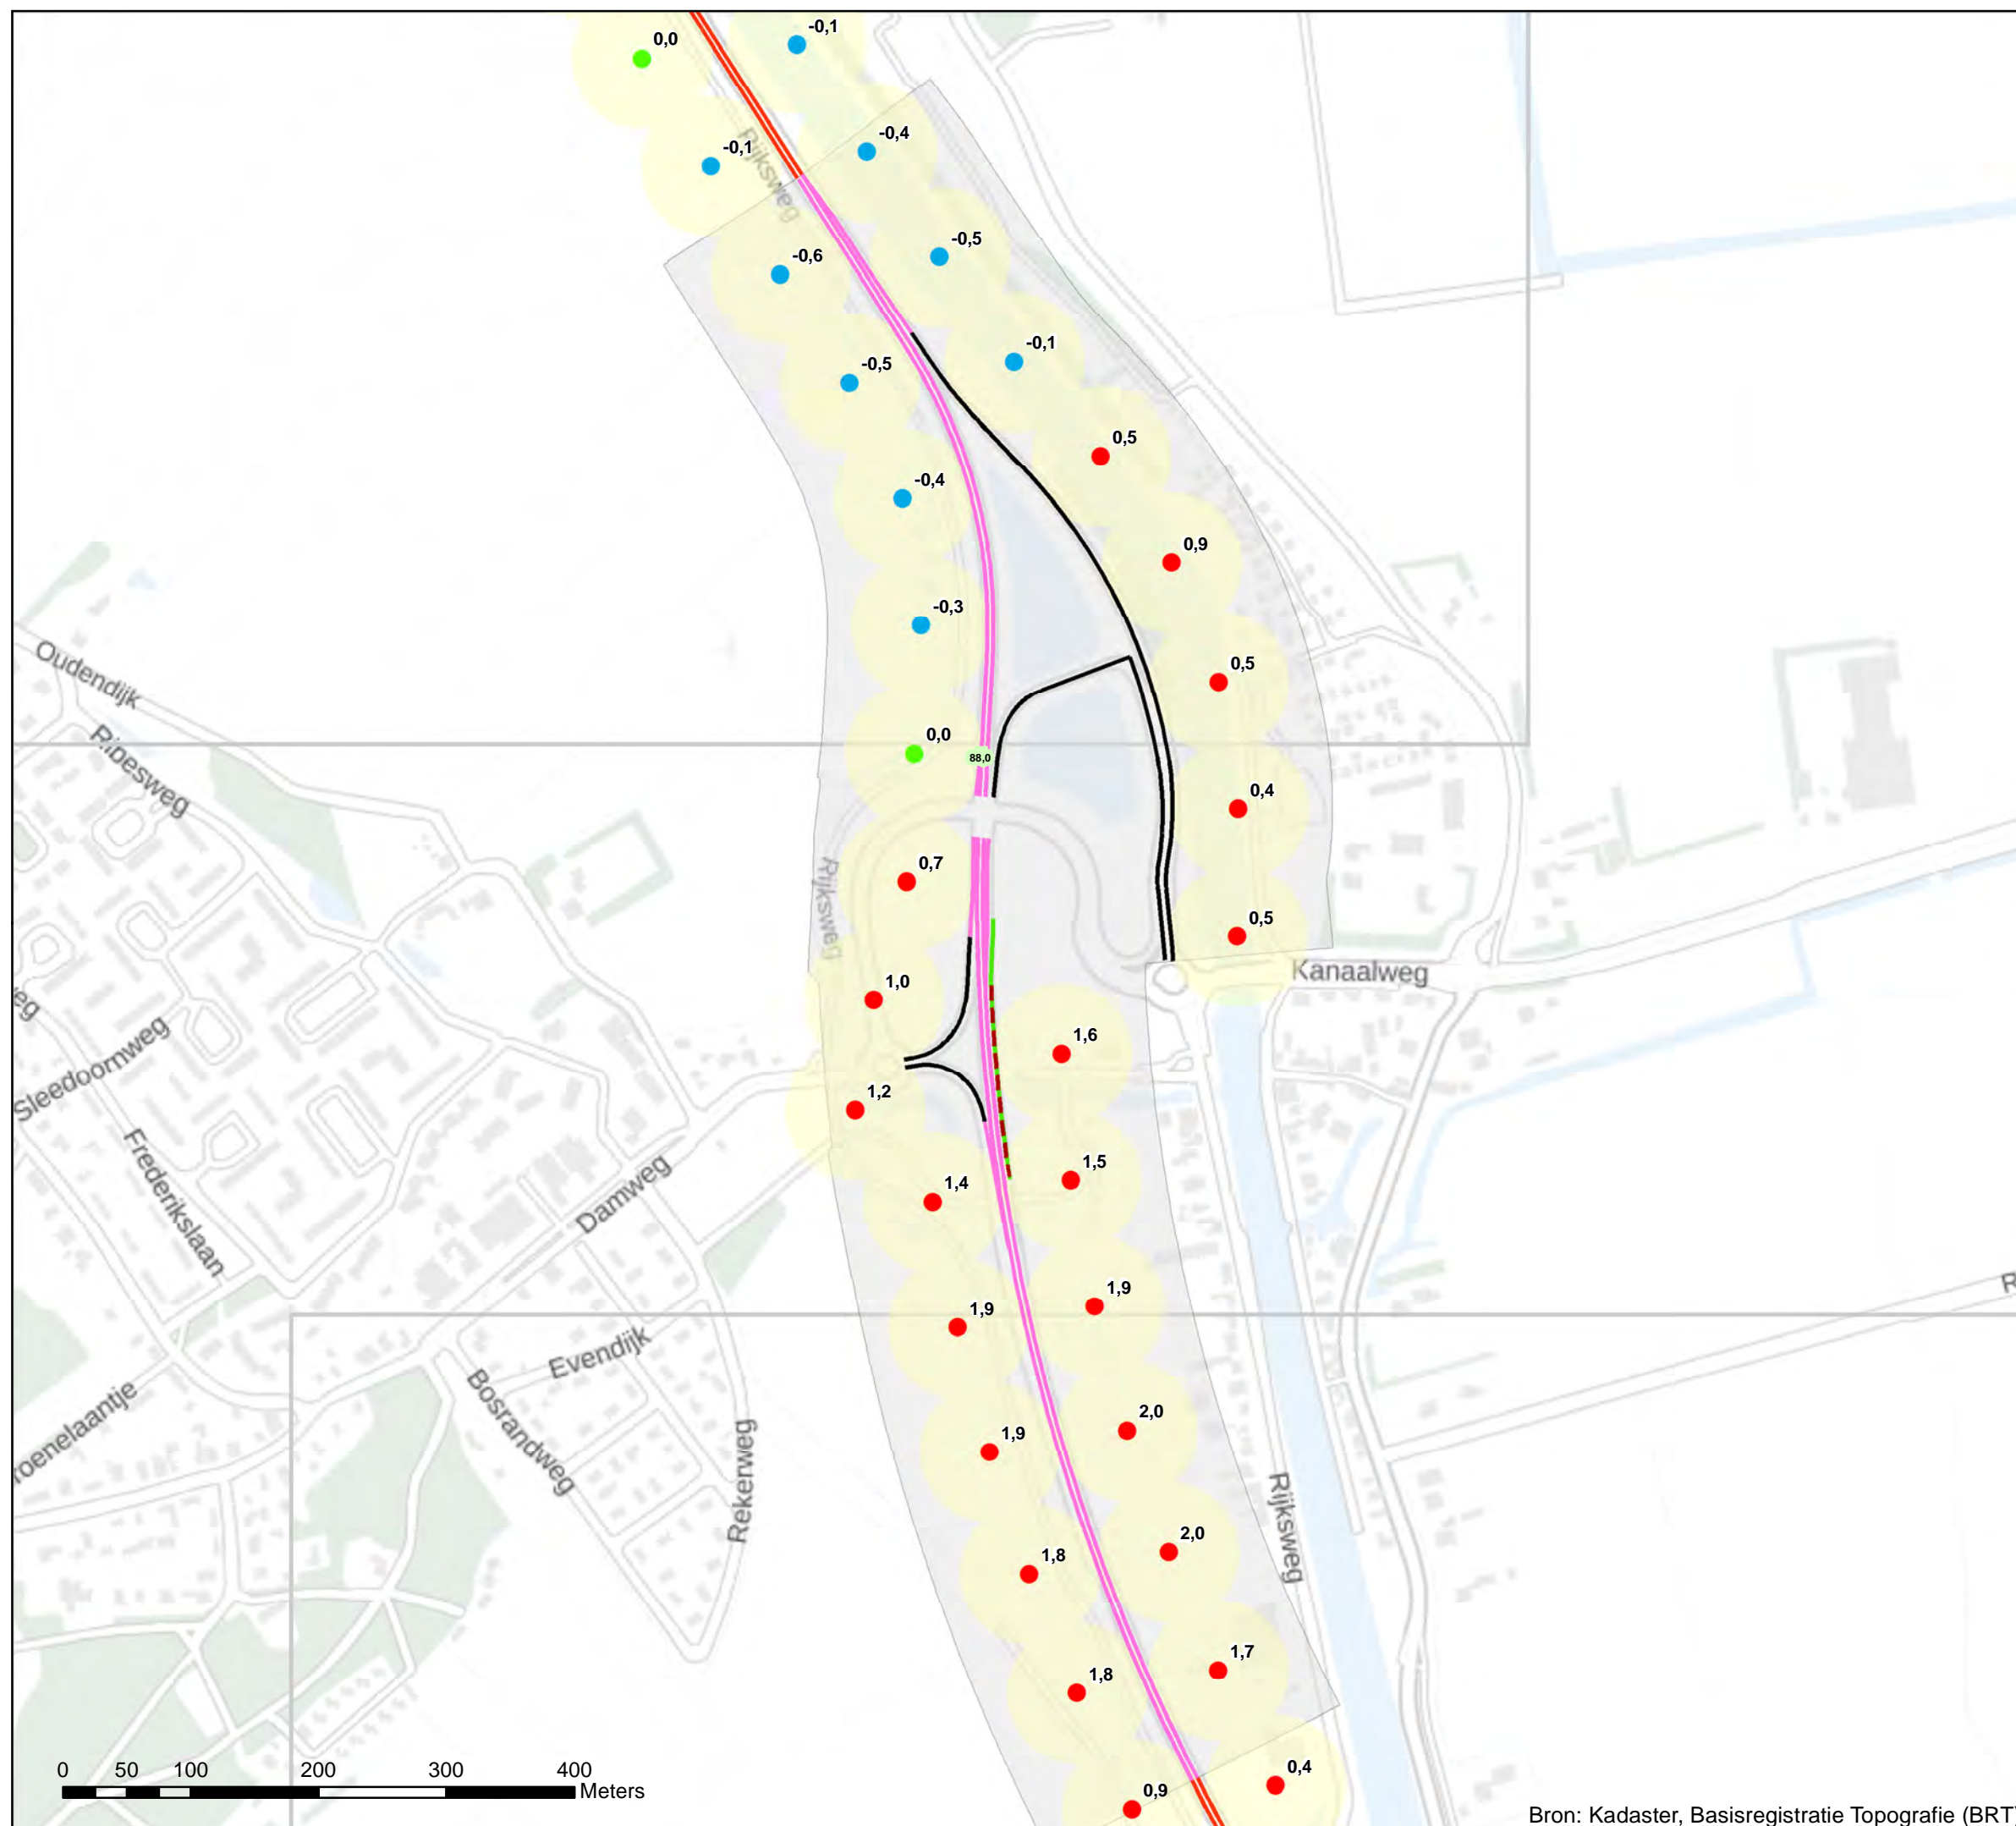 0,0
-0,1
-0,1
-0,4
Rijksweg
-0,6
-0,5
-0,5
-0,1
0,5
-0,4
0,9
-0,3
0,5
Oudendijk
Ribesweg
0,0
88,0
0,4
0,7
Rijksweg
0,5
Kanaalweg
1,0
1,6
Sleedoornweg
1,2
1,5
Frederikslaan
Damweg
1,4
1,9
1,9
Evendijk
Bosrandweg
Rekerweg
2,0
1,9
Rijksweg
2,0
1,8
1,7
1,8
0,4
0,9
roenelaantje
eg
R
0 50 100 200 300 400
Meters
Bron: Kadaster, Basisregistratie Topografie (BRT